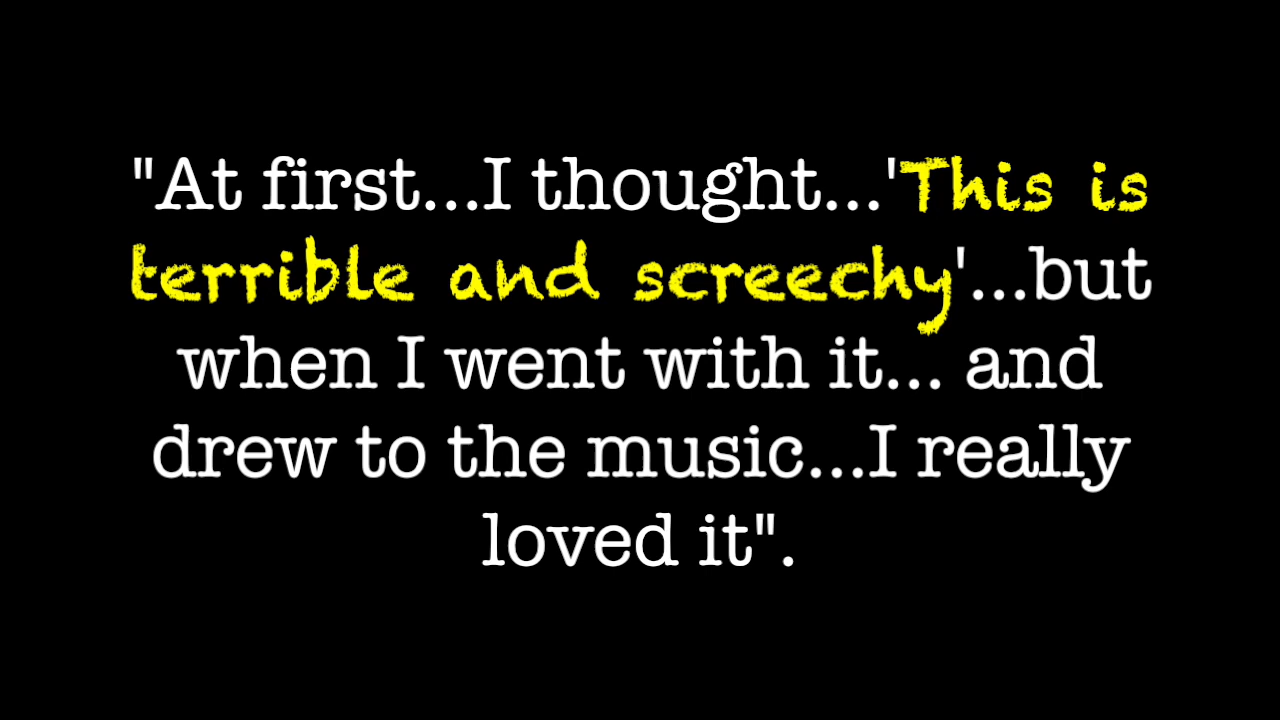 "At first...I thought...'This is
terrible and screechy'...but
when I went with it... and
drew to the music...I really
loved it".